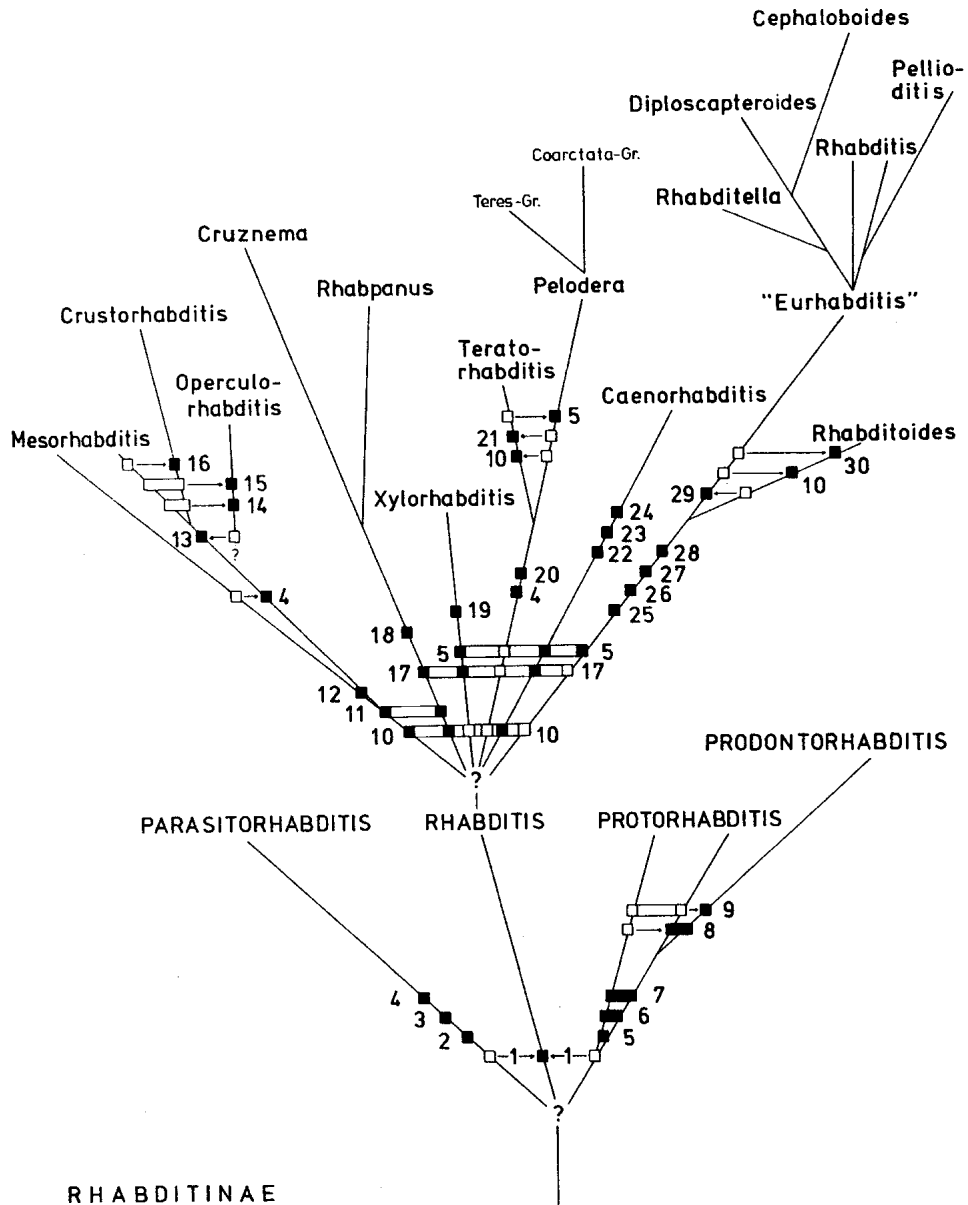 Cephaloboides
Pellio-
ditis
Diploscapteroides
Rhabditis
Coarctata-Gr.
Teres-Gr.
Rhabditella
Cruznema
Rhabpanus
Pelodera
"Eurhabditis"
Crustorhabditis
Terato-
rhabditis
Operculo-
rhabditis
Caenorhabditis
Mesorhabditis
Rhabditoides
5
21
10
16
30
15
10
14
29
Xylorhabditis
24
13
23
?
22
28
20
27
4
4
26
19
25
18
5
5
17
17
12
11
10
10
?
PRODONTORHABDITIS
PARASITORHABDITIS
RHABDITIS
PROTORHABDITIS
9
8
4
7
3
6
2
5
1
1
?
RHABDITINAE